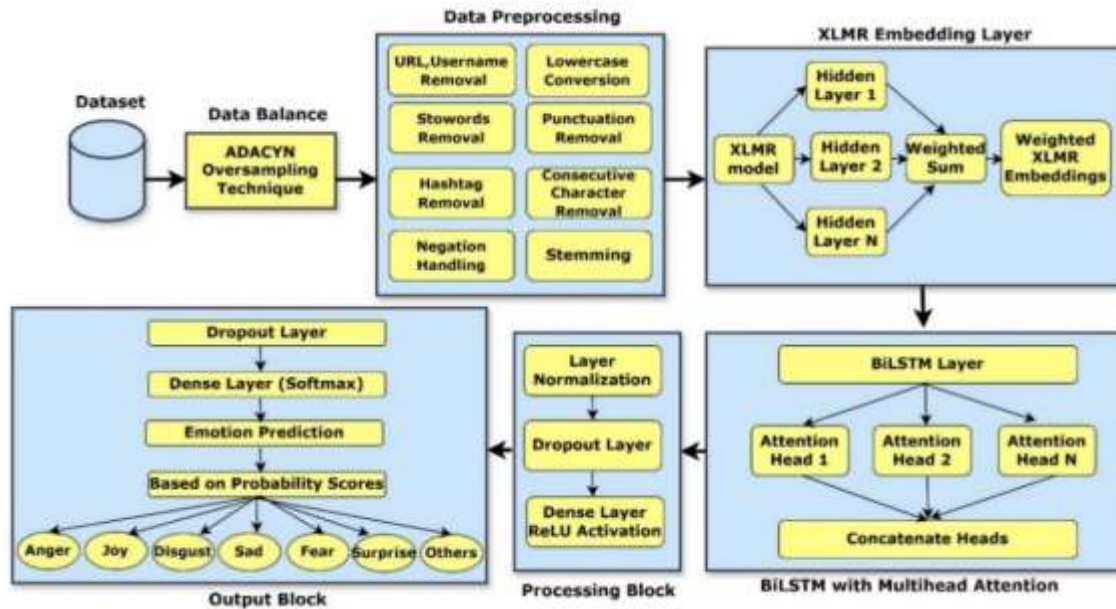 Data Preprocessing
XLMR Embedding Layer
Dataset
Data Balance
ADACYN
Oversampling
Technique
URL,Username
Removal
Lowercase
Conversion
Stowords
Removal
Punctuation
Removal
Hashtag
Removal
Consecutive
Character
Removal
Negation
Handling
Stemming
XLMR
model
Hidden
Layer 1
Hidden
Layer 2
Hidden
Layer N
Weighted
Sum
Weighted
XLMR
Embeddings
BiLSTM Layer
Attention
Head 1
Attention
Head 2
Attention
Head N
Concatenate Heads
BiLSTM with Multihead Attention
Layer
Normalization
Dropout Layer
Dense Layer
ReLU Activation
Processing Block
Dropout Layer
Dense Layer (Softmax)
Emotion Prediction
Based on Probability Scores
Anger
Joy
Disgust
Sad
Fear
Surprise
Others
Output Block